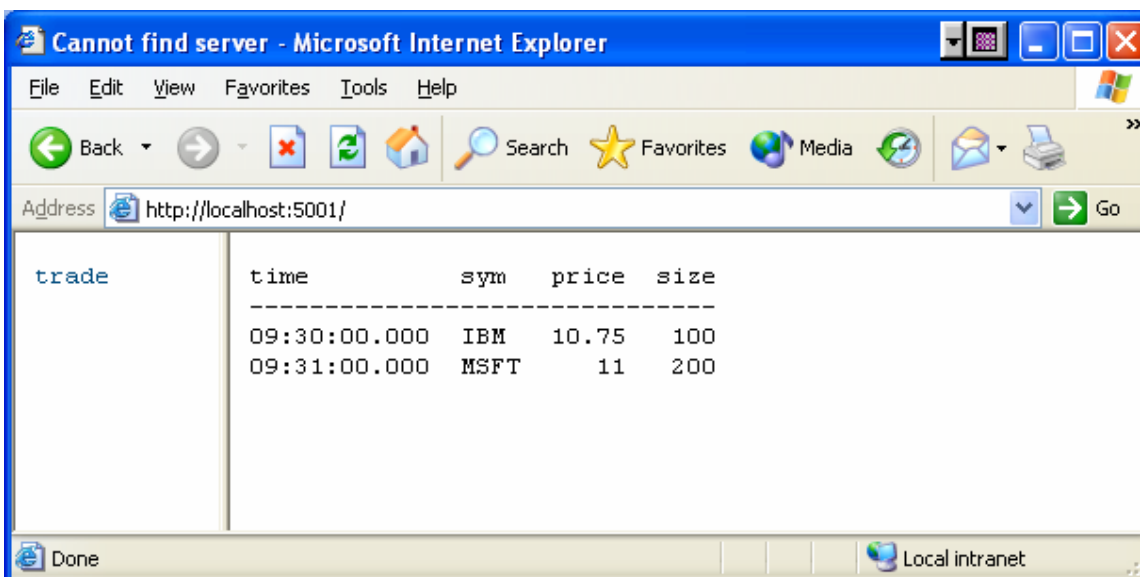 Cannot find server - Microsoft Internet Explorer
File Edit View Favorites Tools Help
Back Search Favorites Media »
Address http://localhost:5001/ Go
trade
time sym price size
-------------------------------
09:30:00.000 IBM 10.75 100
09:31:00.000 MSFT 11 200
Done Local intranet